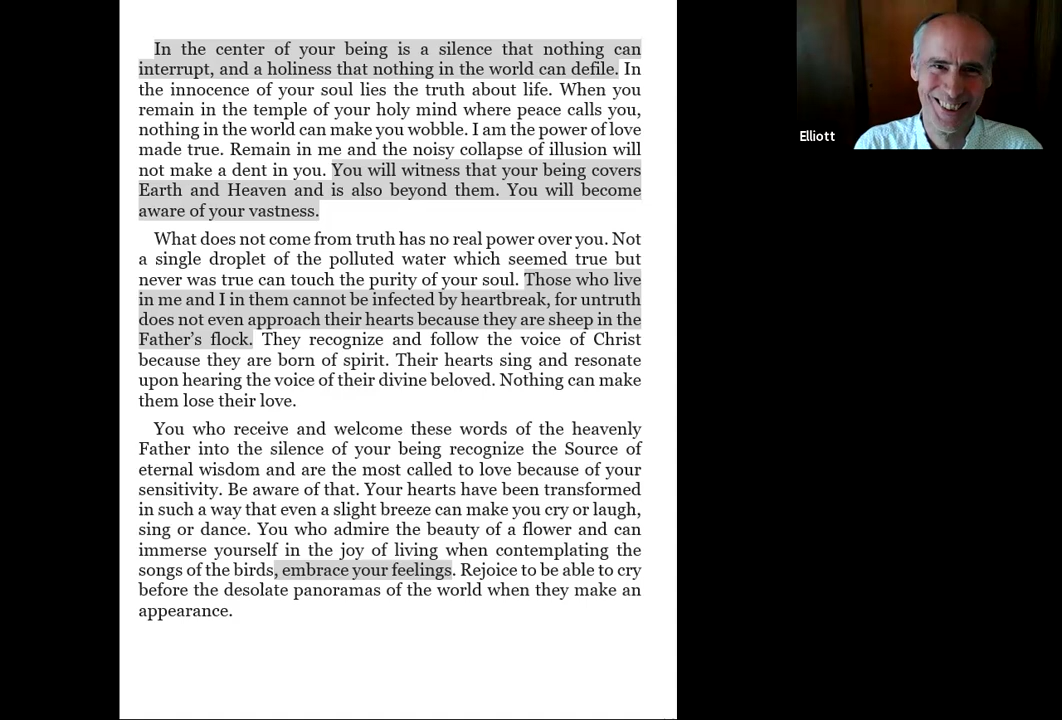 In the center of your being is a silence that nothing can
interrupt, and a holiness that nothing in the world can defile. In
the innocence of your soul lies the truth about life. When you
remain in the temple of your holy mind where peace calls you,
nothing in the world can make you wobble. I am the power of love
made true. Remain in me and the noisy collapse of illusion will
not make a dent in you. You will witness that your being covers
Earth and Heaven and is also beyond them. You will become
aware of your vastness.
What does not come from truth has no real power over you. Not
a single droplet of the polluted water which seemed true but
never was true can touch the purity of your soul. Those who live
in me and I in them cannot be infected by heartbreak, for untruth
does not even approach their hearts because they are sheep in the
Father’s flock. They recognize and follow the voice of Christ
because they are born of spirit. Their hearts sing and resonate
upon hearing the voice of their divine beloved. Nothing can make
them lose their love.
You who receive and welcome these words of the heavenly
Father into the silence of your being recognize the Source of
eternal wisdom and are the most called to love because of your
sensitivity. Be aware of that. Your hearts have been transformed
in such a way that even a slight breeze can make you cry or laugh,
sing or dance. You who admire the beauty of a flower and can
immerse yourself in the joy of living when contemplating the
songs of the birds, embrace your feelings. Rejoice to be able to cry
before the desolate panoramas of the world when they make an
appearance.
Elliott